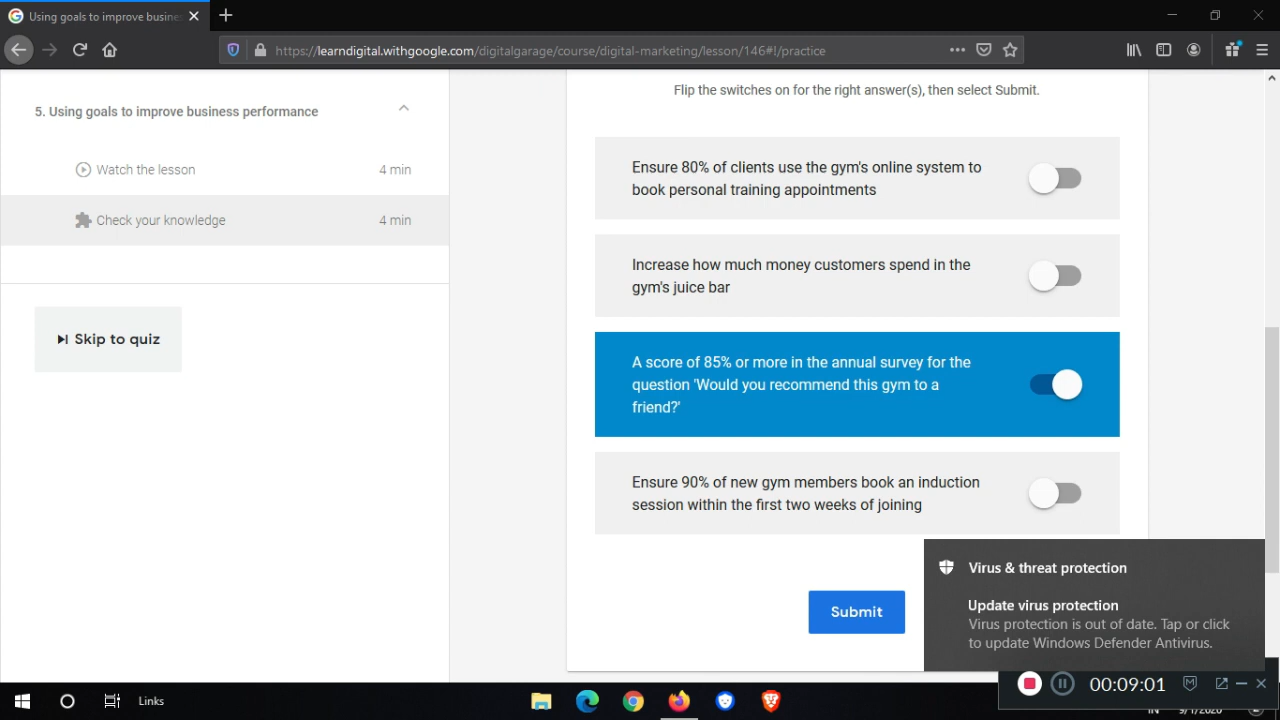 Using goals to improve busine
https://learndigital.withgoogle.com/digitalgarage/course/digital-marketing/lesson/146#!/practice
5. Using goals to improve business performance
Watch the lesson 4 min
Check your knowledge 4 min
Skip to quiz
Flip the switches on for the right answer(s), then select Submit.
Ensure 80% of clients use the gym's online system to
book personal training appointments
Increase how much money customers spend in the
gym's juice bar
A score of 85% or more in the annual survey for the
question 'Would you recommend this gym to a
friend?'
Ensure 90% of new gym members book an induction
session within the first two weeks of joining
Submit
Virus & threat protection
Update virus protection
Virus protection is out of date. Tap or click
to update Windows Defender Antivirus.
00:09:01
Links
IN 9/1/2020